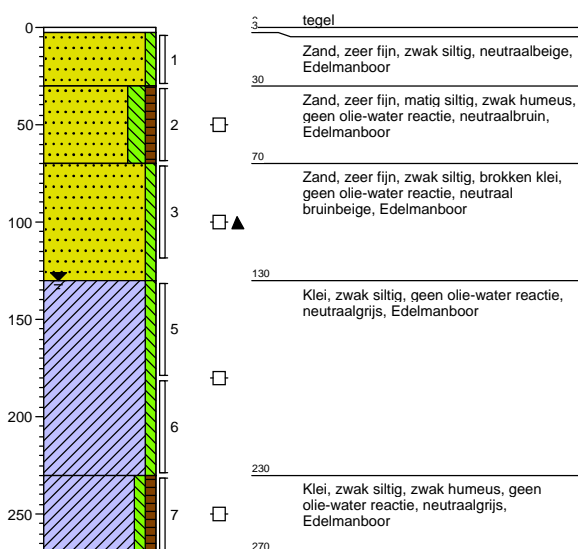 0
tegel
3
Zand, zeer fijn, zwak siltig, neutraalbeige,
Edelmanboor
1
30
Zand, zeer fijn, matig siltig, zwak humeus,
geen olie-water reactie, neutraalbruin,
Edelmanboor
50
2
70
Zand, zeer fijn, zwak siltig, brokken klei,
geen olie-water reactie, neutraal
bruinbeige, Edelmanboor
100
3
130
Klei, zwak siltig, geen olie-water reactie,
neutraalgrijs, Edelmanboor
150
5
200
6
230
Klei, zwak siltig, zwak humeus, geen
olie-water reactie, neutraalgrijs,
Edelmanboor
250
7
270